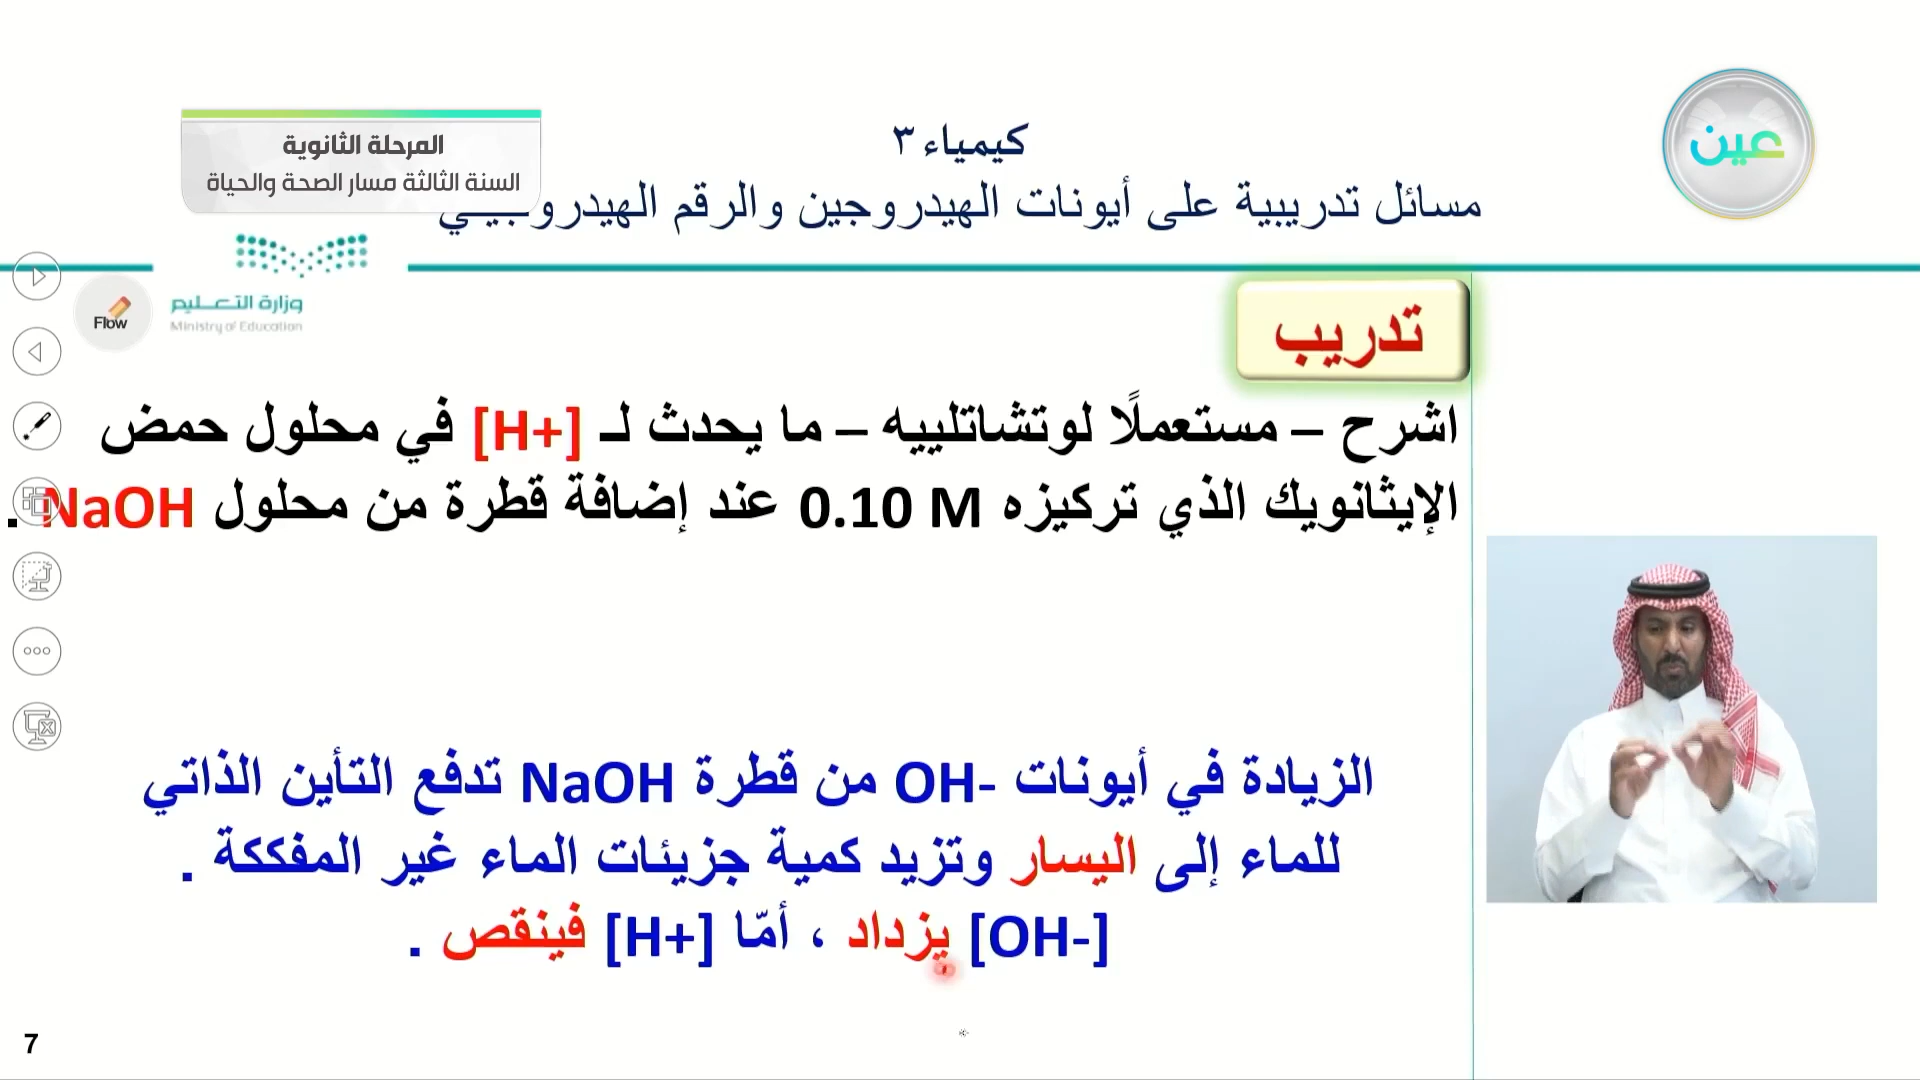 المرحلة الثانوية
السنة الثالثة مسار الصحة والحياة
كيمياء ٣
مسائل تدريبية على أيونات الهيدروجين والرقم الهيدروجيني
عين
وزارة التعليم
Ministry of Education
Flow
تدريب
اشرح – مستعملًا لوتشاتلييه – ما يحدث لـ [H+] في محلول حمض
الإيثانويك الذي تركيزه 0.10 M عند إضافة قطرة من محلول NaOH .
الزيادة في أيونات OH- من قطرة NaOH تدفع التأين الذاتي
للماء إلى اليسار وتزيد كمية جزيئات الماء غير المفككة .
[OH-] يزداد ، أمّا [H+] فينقص .
7